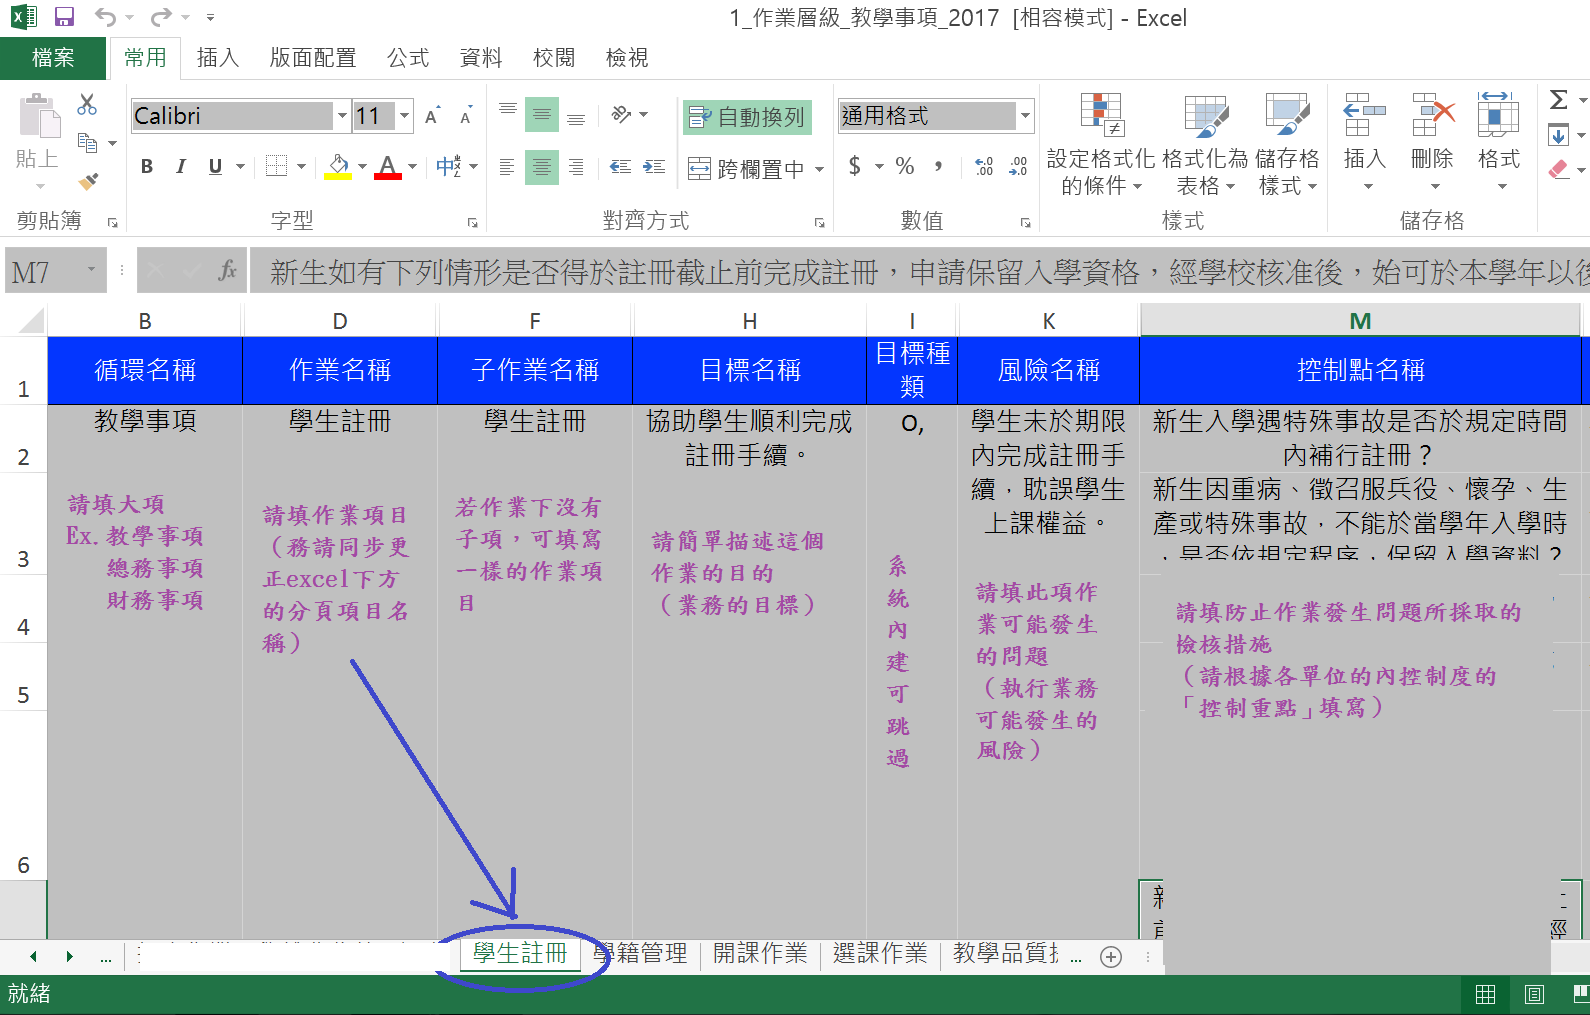 1_作業層級_教學事項_2017 [相容模式] - Excel
檔案 常用 插入 版面配置 公式 資料 校閱 檢視
貼上
剪貼簿
Calibri 11
B I U A 中
字型
自動換列
跨欄置中
對齊方式
通用格式
$ % ,
數值
設定格式化
的條件
格式化為
表格
儲存格
樣式
樣式
插入 刪除 格式
儲存格
M7 fx 新生如有下列情形是否得於註冊截止前完成註冊，申請保留入學資格，經學校核准後，始可於本學年以後
B D F H I K M
1 循環名稱 作業名稱 子作業名稱 目標名稱 目標種
類
風險名稱 控制點名稱
2 教學事項 學生註冊 學生註冊
協助學生順利完成
註冊手續。
O,
學生未於期限
內完成註冊手
續，耽誤學生
上課權益。
新生入學遇特殊事故是否於規定時間
內補行註冊？
3
新生因重病、徵召服兵役、懷孕、生
產或特殊事故，不能於當學年入學時
，是否依規定程序，保留入學資料？
4
5
6
請填大項
Ex.教學事項
總務事項
財務事項
請填作業項目
（務請同步更
正excel下方
的分頁項目名
稱）
若作業下沒有
子項，可填寫
一樣的作業項
目
請簡單描述這個
作業的目的
（業務的目標）
系
統
內
建
可
跳
過
請填此項作
業可能發生
的問題
（執行業務
可能發生的
風險）
請填防止作業發生問題所採取的
檢核措施
（請根據各單位的內控制度的
「控制重點」填寫）
... 學生註冊 學籍管理 開課作業 選課作業 教學品質 ...
就緒